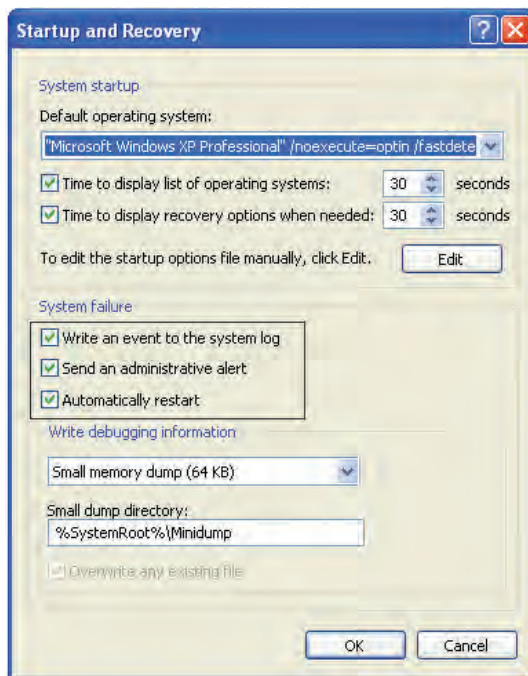 Startup and Recovery
System startup
Default operating system:
"Microsoft Windows XP Professional" /noexecute=optin /fastdete
Time to display list of operating systems: 30 seconds
Time to display recovery options when needed: 30 seconds
To edit the startup options file manually, click Edit. Edit
System failure
Write an event to the system log
Send an administrative alert
Automatically restart
Write debugging information
Small memory dump (64 KB)
Small dump directory:
%SystemRoot%\Minidump
Overwrite any existing file
OK Cancel